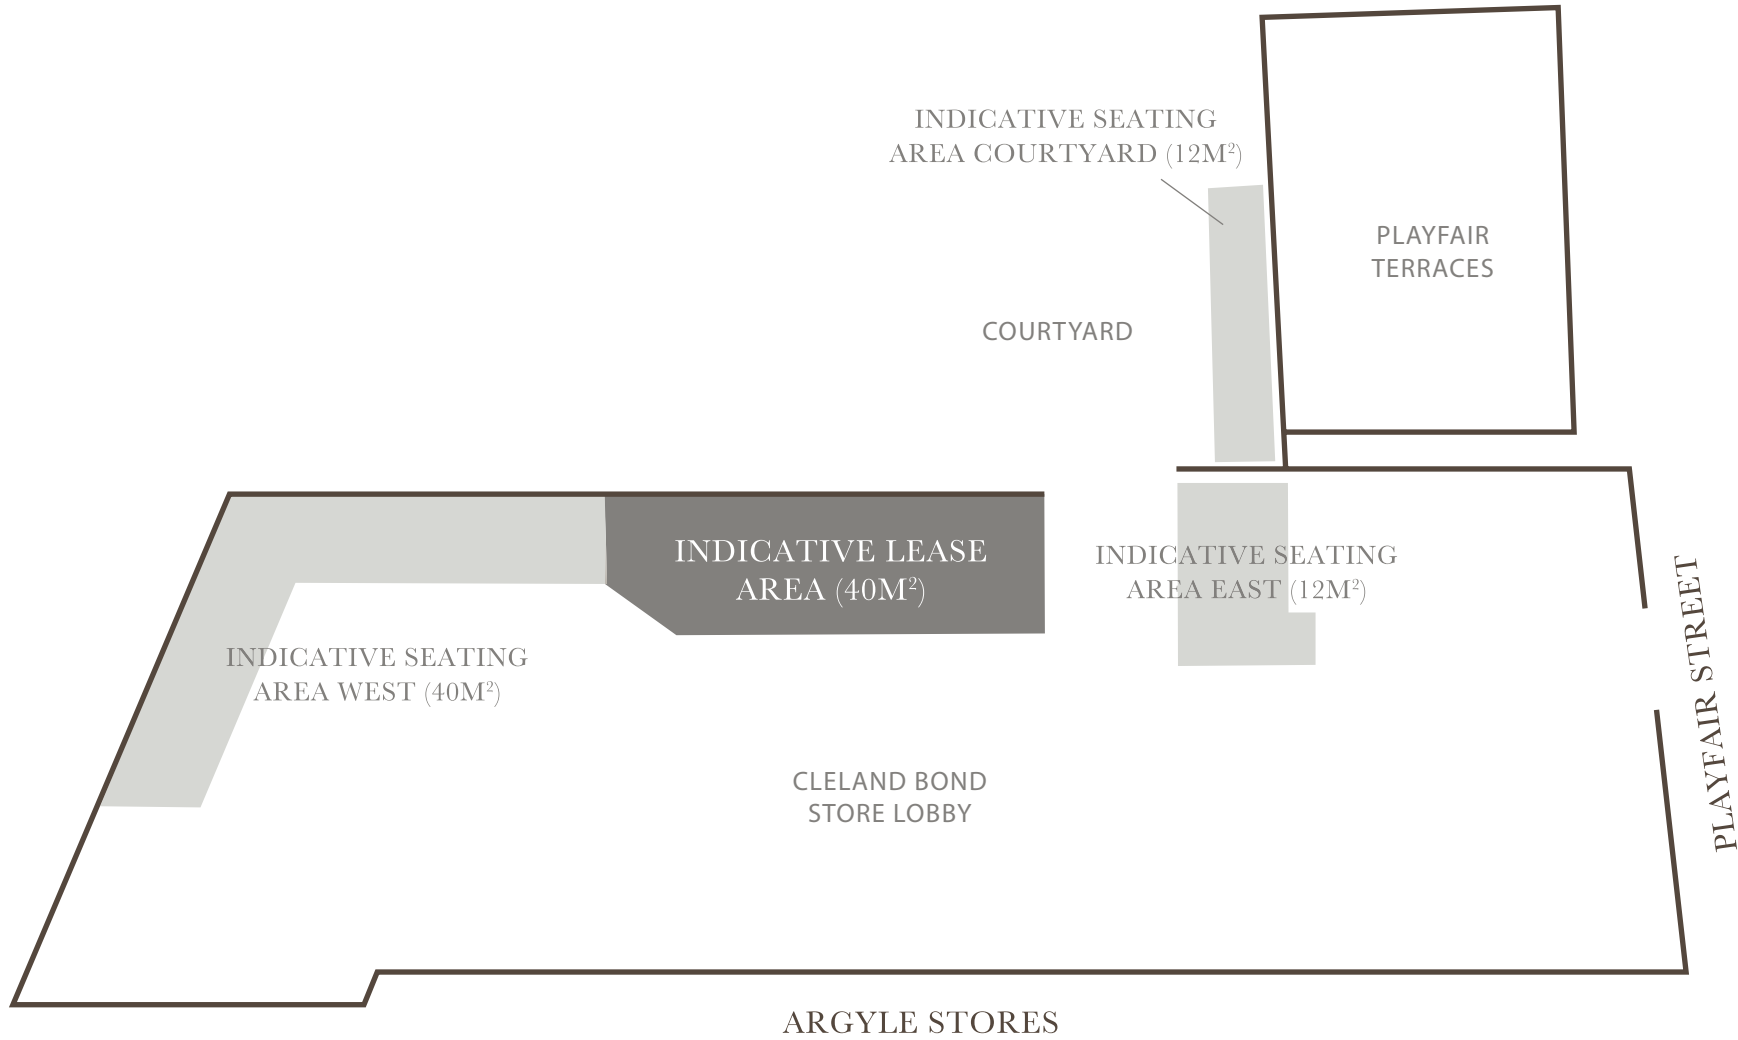 INDICATIVE SEATING
AREA COURTYARD (12M²)
PLAYFAIR
TERRACES
COURTYARD
INDICATIVE LEASE
AREA (40M²)
INDICATIVE SEATING
AREA EAST (12M²)
INDICATIVE SEATING
AREA WEST (40M²)
PLAYFAIR STREET
CLELAND BOND
STORE LOBBY
ARGYLE STORES